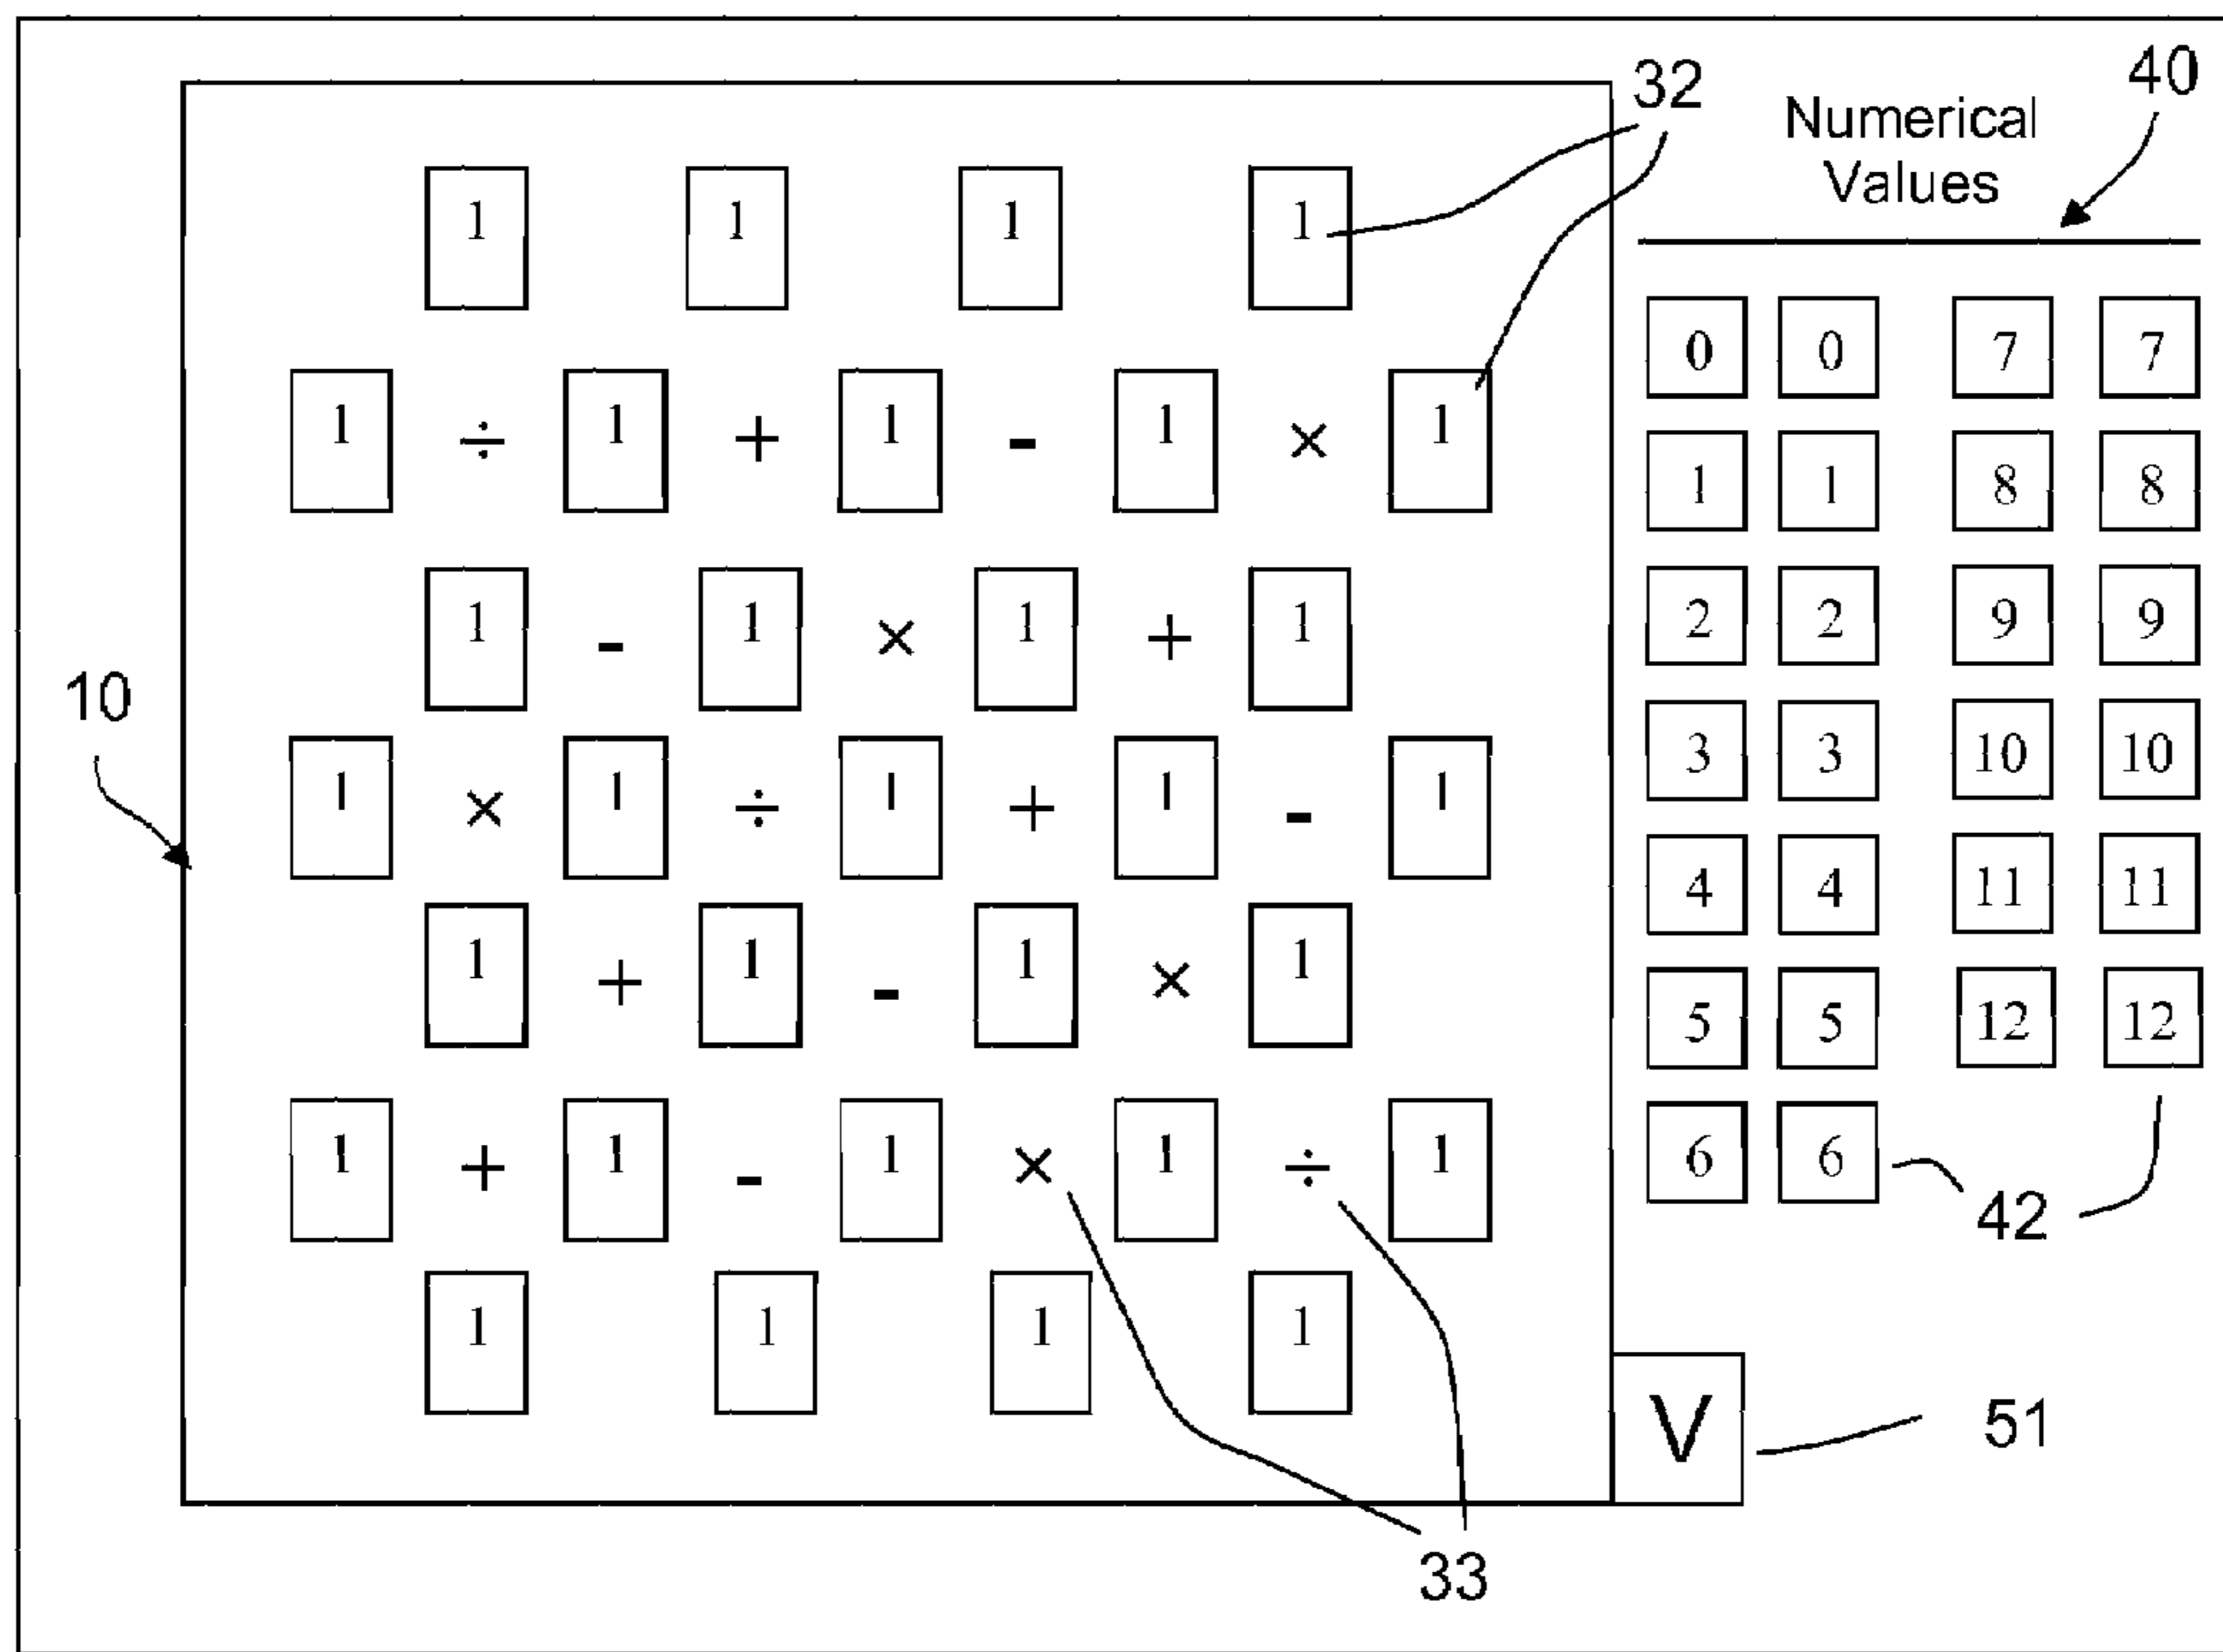 32
40
Numerical
Values
1 1 1 1
0 0 7 7
1 ÷ 1 + 1 - 1 × 1
1 1 8 8
1 - 1 × 1 + 1
2 2 9 9
10
3 3 10 10
1 × 1 ÷ 1 + 1 - 1
4 4 11 11
1 + 1 - 1 × 1
5 5 12 12
1 + 1 - 1 × 1 ÷ 1
6 6
42
1 1 1 1
V
51
33